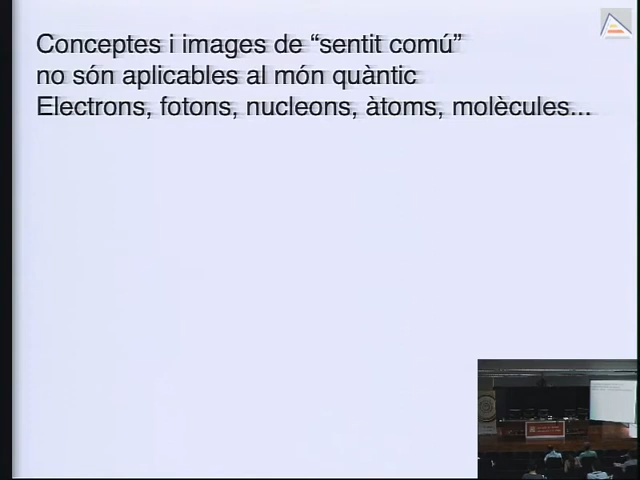 Conceptes i images de “sentit comú”
no són aplicables al món quàntic
Electrons, fotons, nucleons, àtoms, molècules...